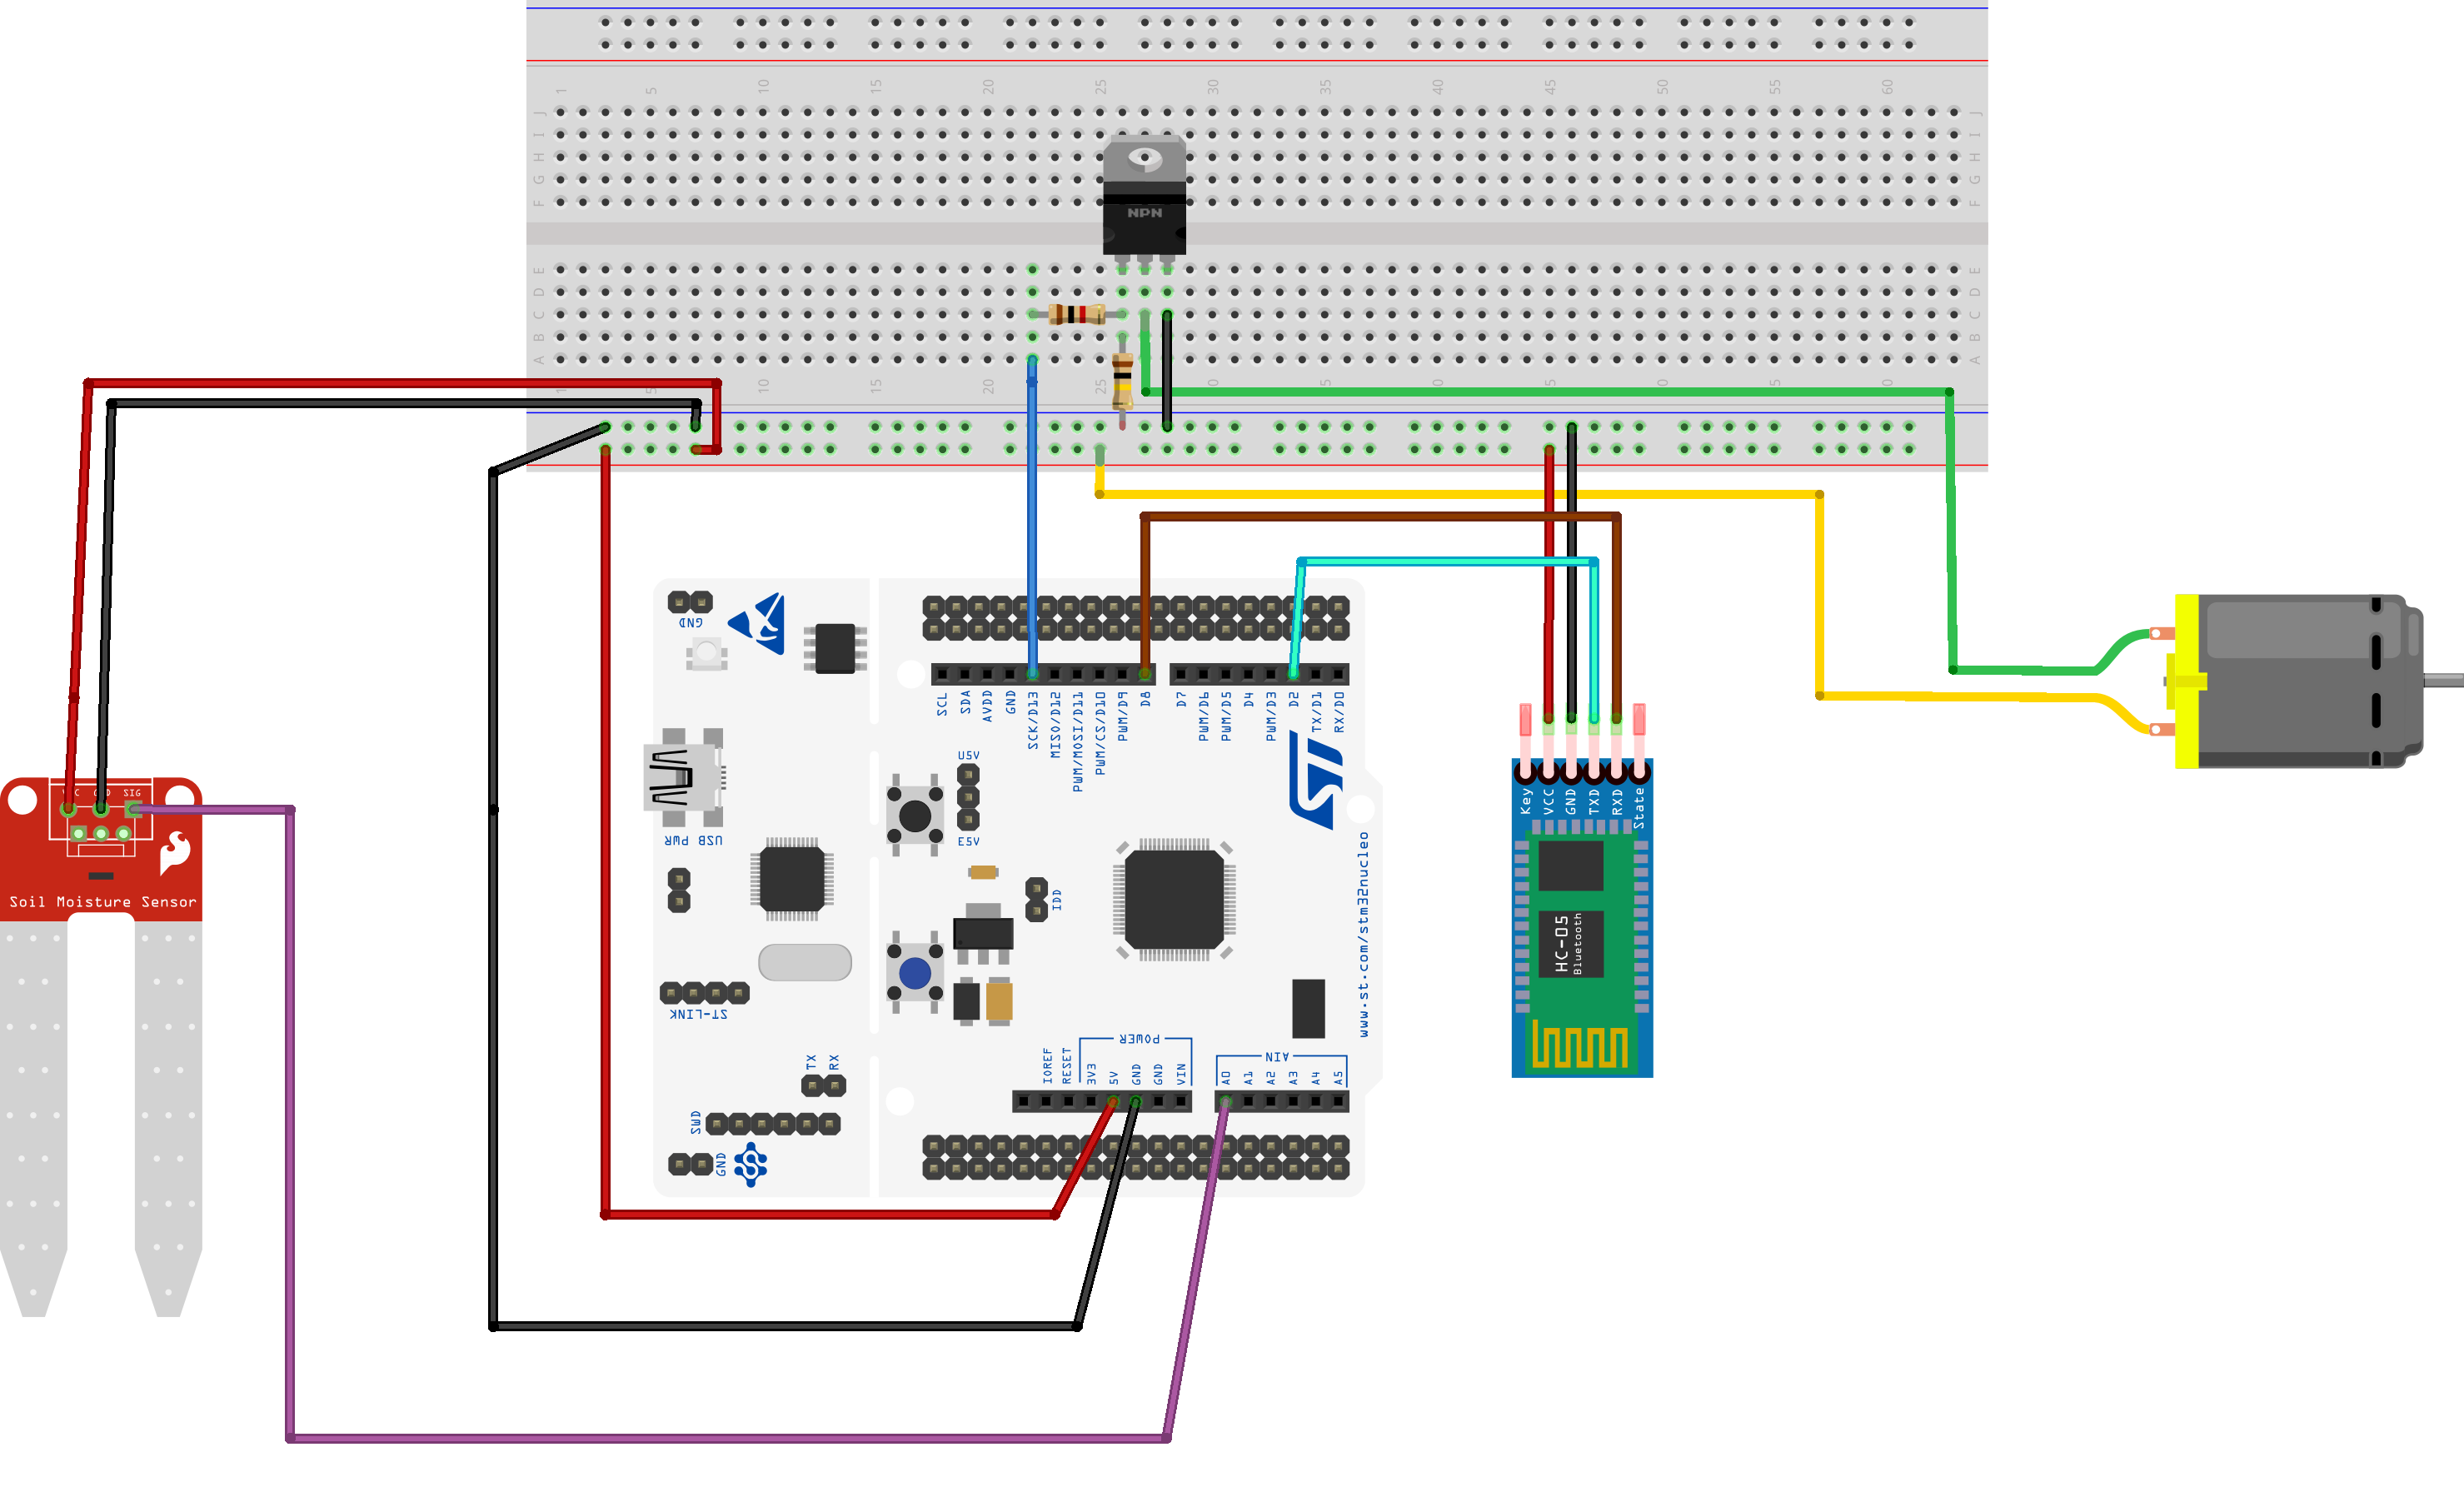 1 5 10 15 20 25 30 35 40 45 50 55 60
J J
I I
H H
G G
F F
NPN
E E
D D
C C
B B
A A
10 15 20 25
GND
SCL SDA AVDD GND SCK/D13 MISO/D12 PWM/MOSI/D11 PWM/CS/D10 PWM/D9 D8
D7 PWM/D6 PWM/D5 D4 PWM/D3 D2 TX/D1 RX/D0
U5V
E5V
USB PWR
IDD
www.st.com/stm32nucleo
ST-LINK
TX RX
SWD
GND
POWER
IOREF RESET 3V3 5V GND GND VIN
AIN
A0 A1 A2 A3 A4 A5
SIG
Soil Moisture Sensor
Key VCC GND TXD RXD State
HC-05
Bluetooth